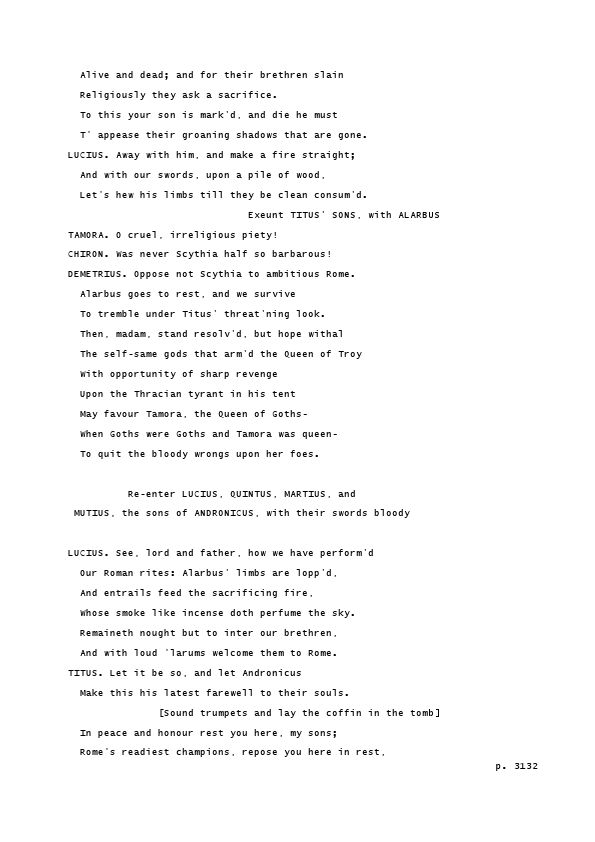 Alive and dead; and for their brethren slain
Religiously they ask a sacrifice.
To this your son is mark'd, and die he must
T' appease their groaning shadows that are gone.
LUCIUS. Away with him, and make a fire straight;
And with our swords, upon a pile of wood,
Let's hew his limbs till they be clean consum'd.
Exeunt TITUS' SONS, with ALARBUS
TAMORA. O cruel, irreligious piety!
CHIRON. Was never Scythia half so barbarous!
DEMETRIUS. Oppose not Scythia to ambitious Rome.
Alarbus goes to rest, and we survive
To tremble under Titus' threat'ning look.
Then, madam, stand resolv'd, but hope withal
The self-same gods that arm'd the Queen of Troy
With opportunity of sharp revenge
Upon the Thracian tyrant in his tent
May favour Tamora, the Queen of Goths-
When Goths were Goths and Tamora was queen-
To quit the bloody wrongs upon her foes.
Re-enter LUCIUS, QUINTUS, MARTIUS, and
MUTIUS, the sons of ANDRONICUS, with their swords bloody
LUCIUS. See, lord and father, how we have perform'd
Our Roman rites: Alarbus' limbs are lopp'd,
And entrails feed the sacrificing fire,
Whose smoke like incense doth perfume the sky.
Remaineth nought but to inter our brethren,
And with loud 'larums welcome them to Rome.
TITUS. Let it be so, and let Andronicus
Make this his latest farewell to their souls.
[Sound trumpets and lay the coffin in the tomb]
In peace and honour rest you here, my sons;
Rome's readiest champions, repose you here in rest,
p. 3132